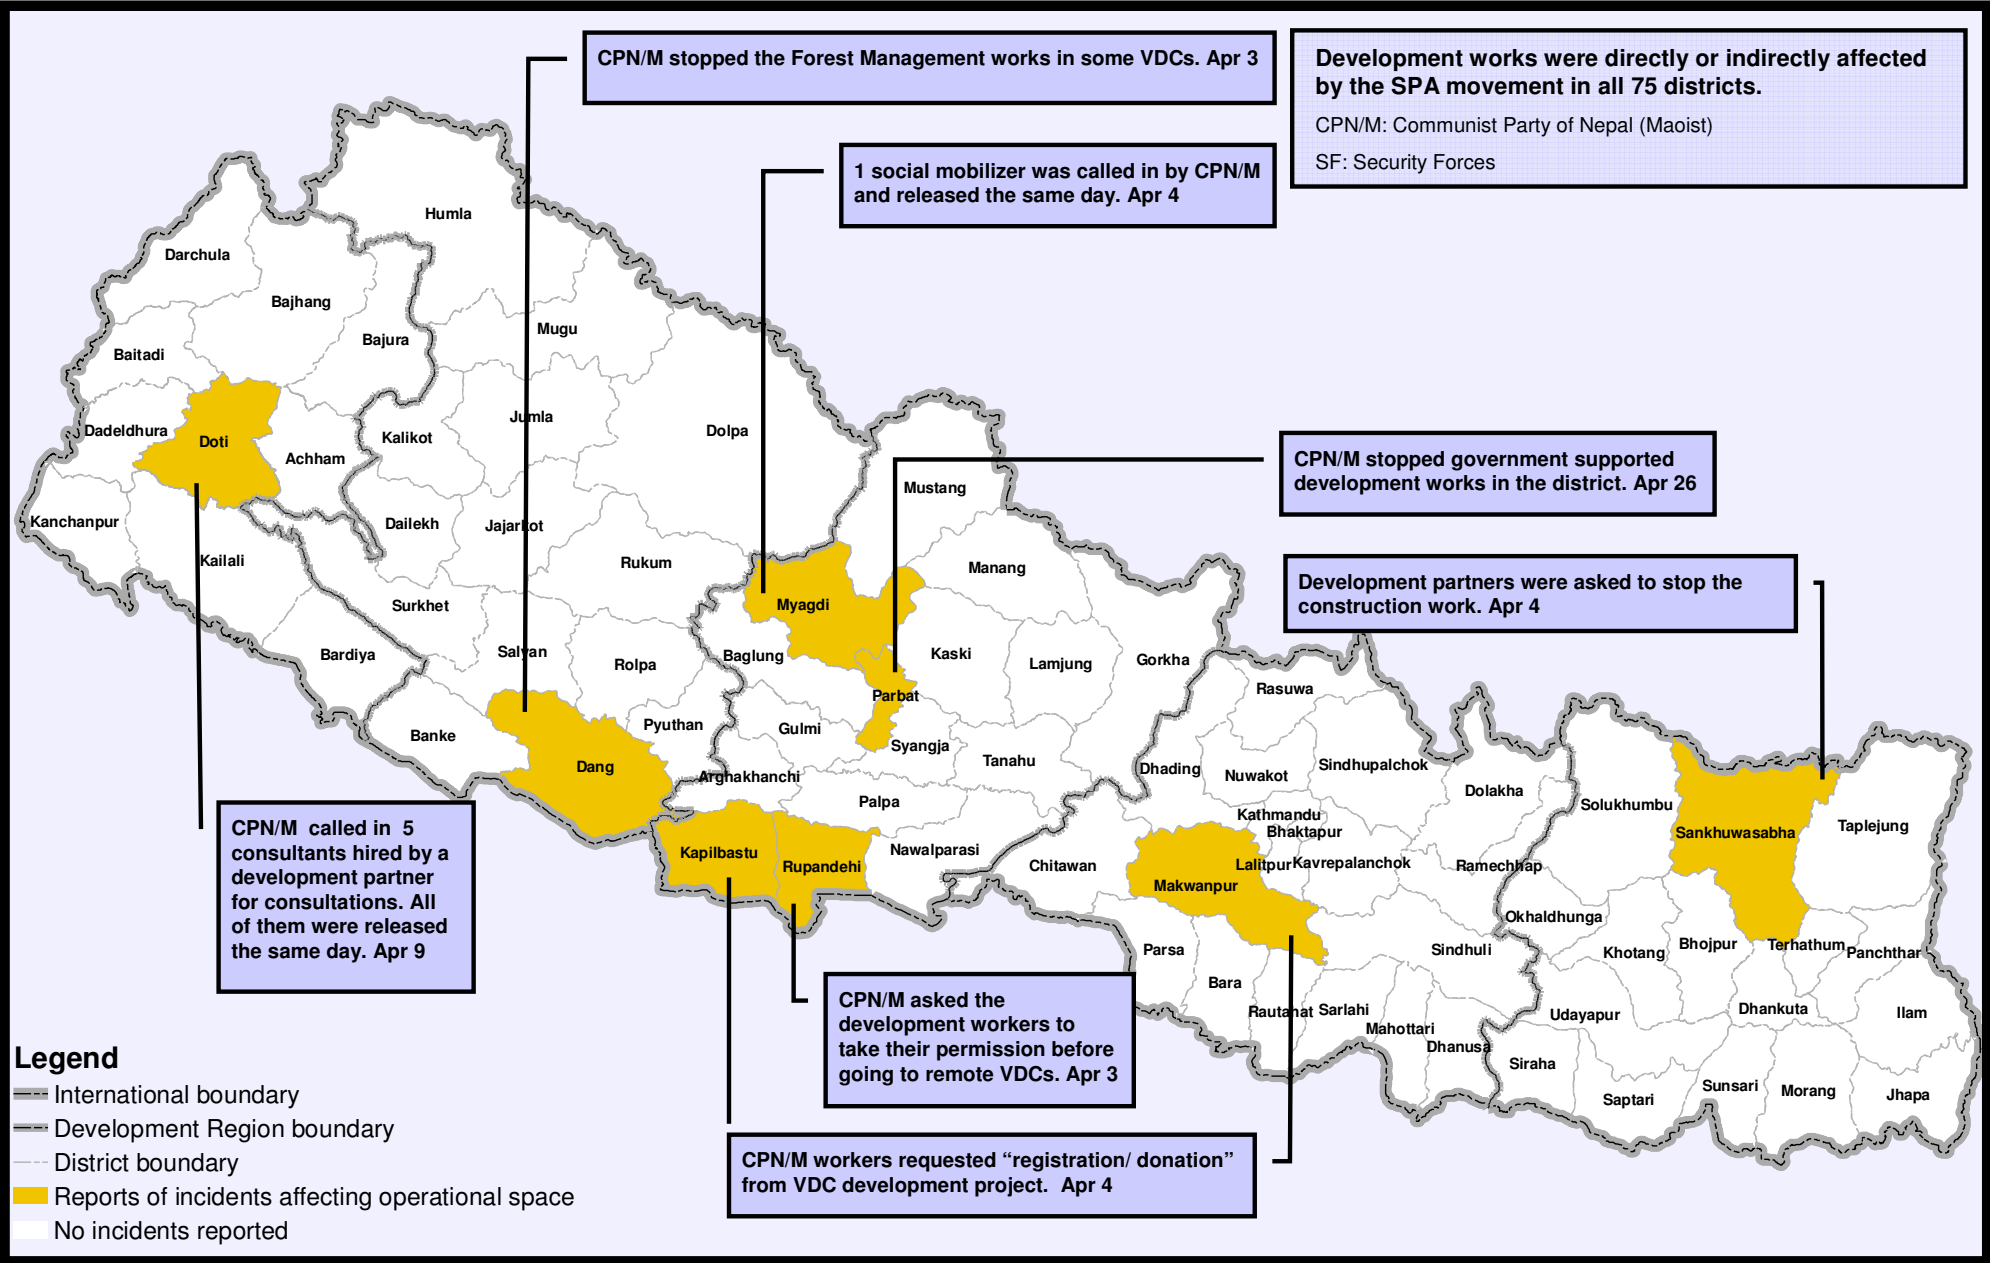 CPN/M stopped the Forest Management works in some VDCs. Apr 3
Development works were directly or indirectly affected
by the SPA movement in all 75 districts.
CPN/M: Communist Party of Nepal (Maoist)
SF: Security Forces
1 social mobilizer was called in by CPN/M
and released the same day. Apr 4
CPN/M stopped government supported
development works in the district. Apr 26
Development partners were asked to stop the
construction work. Apr 4
Humla
Darchula
Bajhang
Mugu
Bajura
Baitadi
Jumla
Dolpa
Dadeldhura
Doti
Kalikot
Achham
Mustang
Kanchanpur
Dailekh
Jajarkot
Kailali
Rukum
Manang
Myagdi
Surkhet
Salyan
Bardiya
Rolpa
Baglung
Kaski
Lamjung
Gorkha
Rasuwa
Parbat
Pyuthan
Gulmi
Banke
Syangja
Tanahu
Dang
Arghakhanchi
Dhading
Nuwakot
Sindhupalchok
Dolakha
Palpa
Solukhumbu
Kathmandu
Bhaktapur
Sankhuwasabha
Taplejung
Kapilbastu
Rupandehi
Nawalparasi
Chitawan
Lalitpur
Kavrepalanchok
Ramechhap
Makwanpur
Okhaldhunga
Parsa
Sindhuli
Khotang
Bhojpur
Terhathum
Panchthar
Bara
Rautahat
Sarlahi
Mahottari
Dhanusa
Udayapur
Dhankuta
Ilam
Siraha
Saptari
Sunsari
Morang
Jhapa
CPN/M called in 5
consultants hired by a
development partner
for consultations. All
of them were released
the same day. Apr 9
CPN/M asked the
development workers to
take their permission before
going to remote VDCs. Apr 3
CPN/M workers requested “registration/ donation”
from VDC development project. Apr 4
Legend
International boundary
Development Region boundary
District boundary
Reports of incidents affecting operational space
No incidents reported